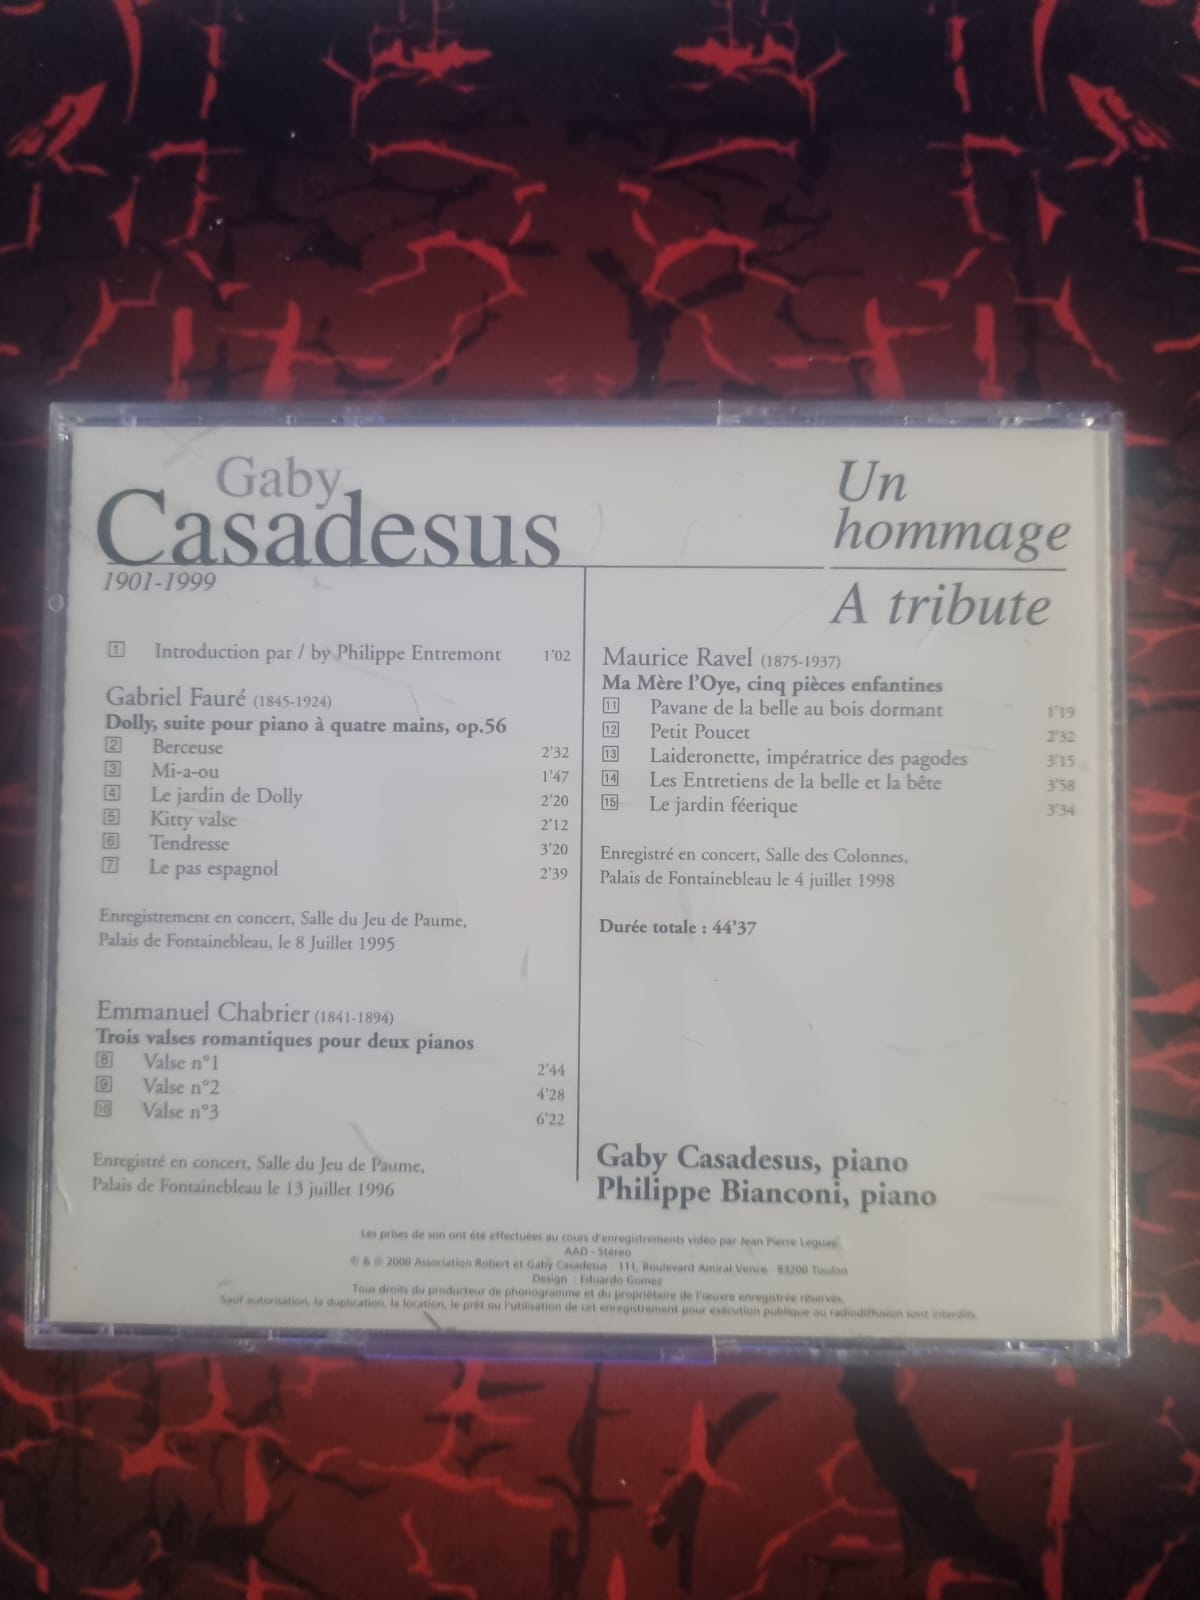 Gaby
Casadesus
1901-1999
Un
hommage
A tribute
1 Introduction par / by Philippe Entremont 1'02
Gabriel Fauré (1845-1924)
Dolly, suite pour piano à quatre mains, op.56
2 Berceuse 2'32
3 Mi-a-ou 1'47
4 Le jardin de Dolly 2'20
5 Kitty valse 2'12
6 Tendresse 3'20
7 Le pas espagnol 2'39
Enregistrement en concert, Salle du Jeu de Paume,
Palais de Fontainebleau, le 8 Juillet 1995
Emmanuel Chabrier (1841-1894)
Trois valses romantiques pour deux pianos
8 Valse n°1 2'44
9 Valse n°2 4'28
10 Valse n°3 6'22
Enregistré en concert, Salle du Jeu de Paume,
Palais de Fontainebleau le 13 juillet 1996
Maurice Ravel (1875-1937)
Ma Mère l'Oye, cinq pièces enfantines
11 Pavane de la belle au bois dormant 1'19
12 Petit Poucet 2'32
13 Laideronette, impératrice des pagodes 3'15
14 Les Entretiens de la belle et la bête 3'58
15 Le jardin féerique 3'34
Enregistré en concert, Salle des Colonnes,
Palais de Fontainebleau le 4 juillet 1998
Durée totale : 44'37
Gaby Casadesus, piano
Philippe Bianconi, piano
Les prises de son ont été effectuées au cours d'enregistrements vidéo par Jean Pierre Leguay.
AAD - Stéreo
℗ & © 2000 Association Robert et Gaby Casadesus - 111, Boulevard Amiral Vence - 83200 Toulon
Design : Eduardo Gomez
Tous droits du producteur de phonogramme et du propriétaire de l'œuvre enregistrée réservés.
Sauf autorisation, la duplication, la location, le prêt ou l'utilisation de cet enregistrement pour exécution publique ou radiodiffusion sont interdits.